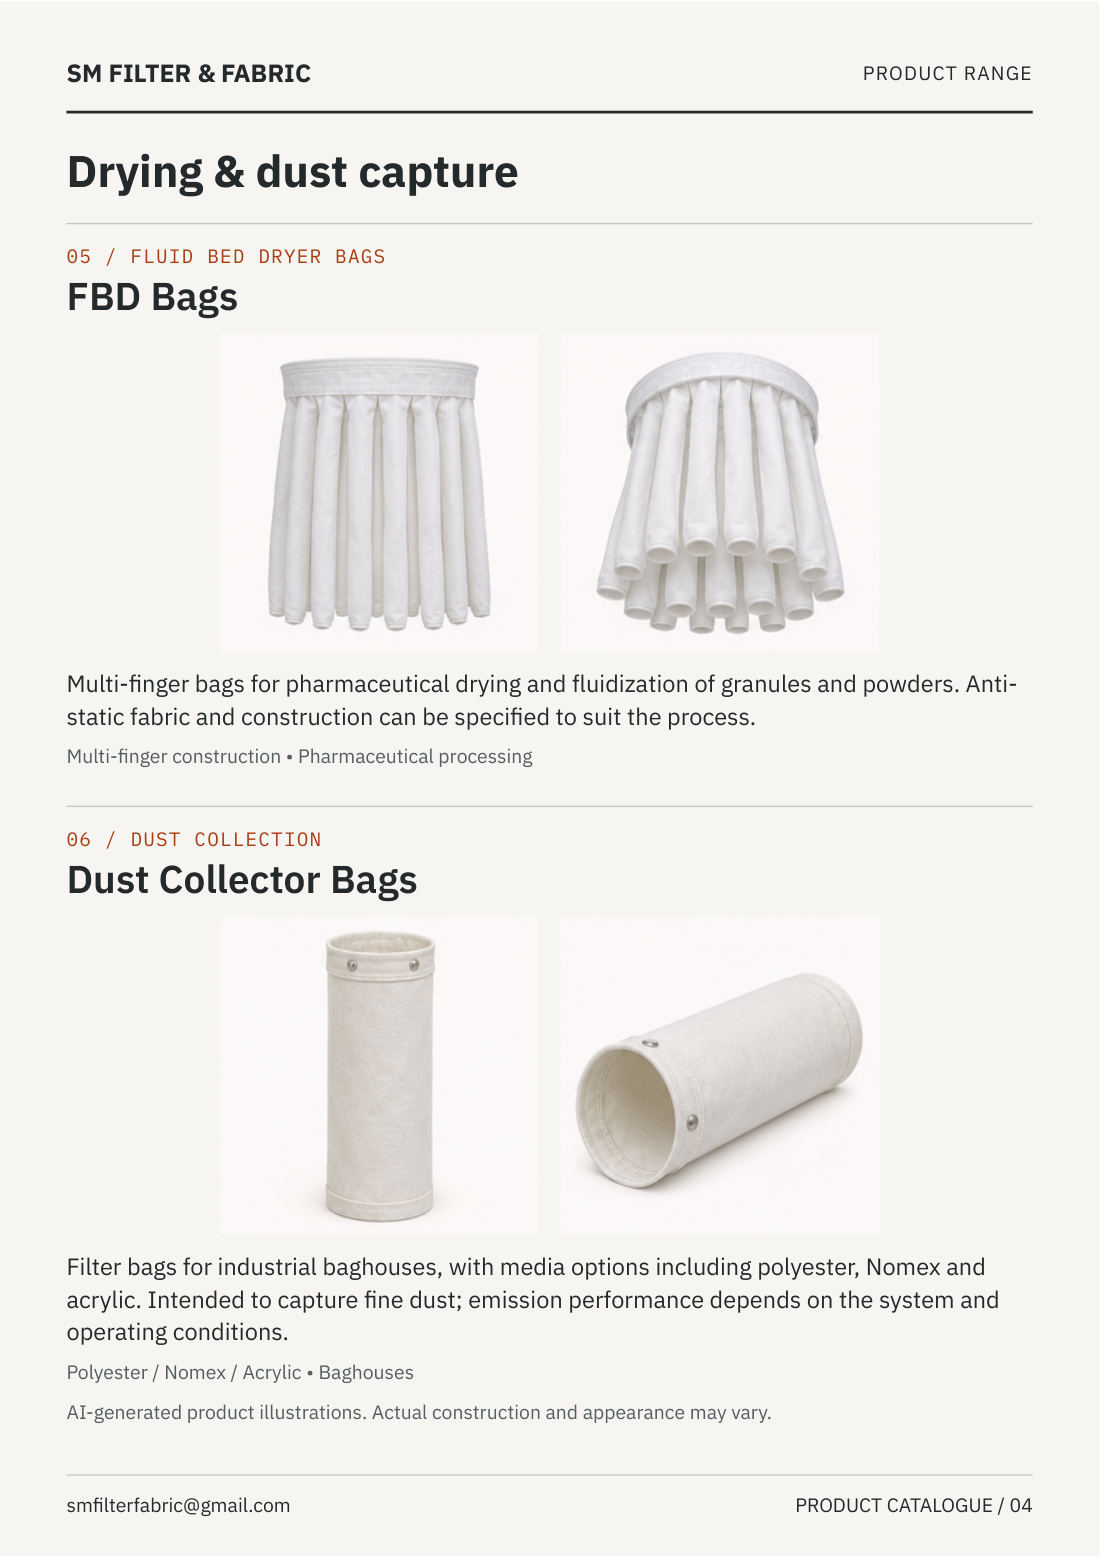 SM FILTER & FABRIC
PRODUCT RANGE
Drying & dust capture
05 / FLUID BED DRYER BAGS
FBD Bags
Multi-finger bags for pharmaceutical drying and fluidization of granules and powders. Anti-
static fabric and construction can be specified to suit the process.
Multi-finger construction • Pharmaceutical processing
06 / DUST COLLECTION
Dust Collector Bags
Filter bags for industrial baghouses, with media options including polyester, Nomex and
acrylic. Intended to capture fine dust; emission performance depends on the system and
operating conditions.
Polyester / Nomex / Acrylic • Baghouses
AI-generated product illustrations. Actual construction and appearance may vary.
smfilterfabric@gmail.com
PRODUCT CATALOGUE / 04